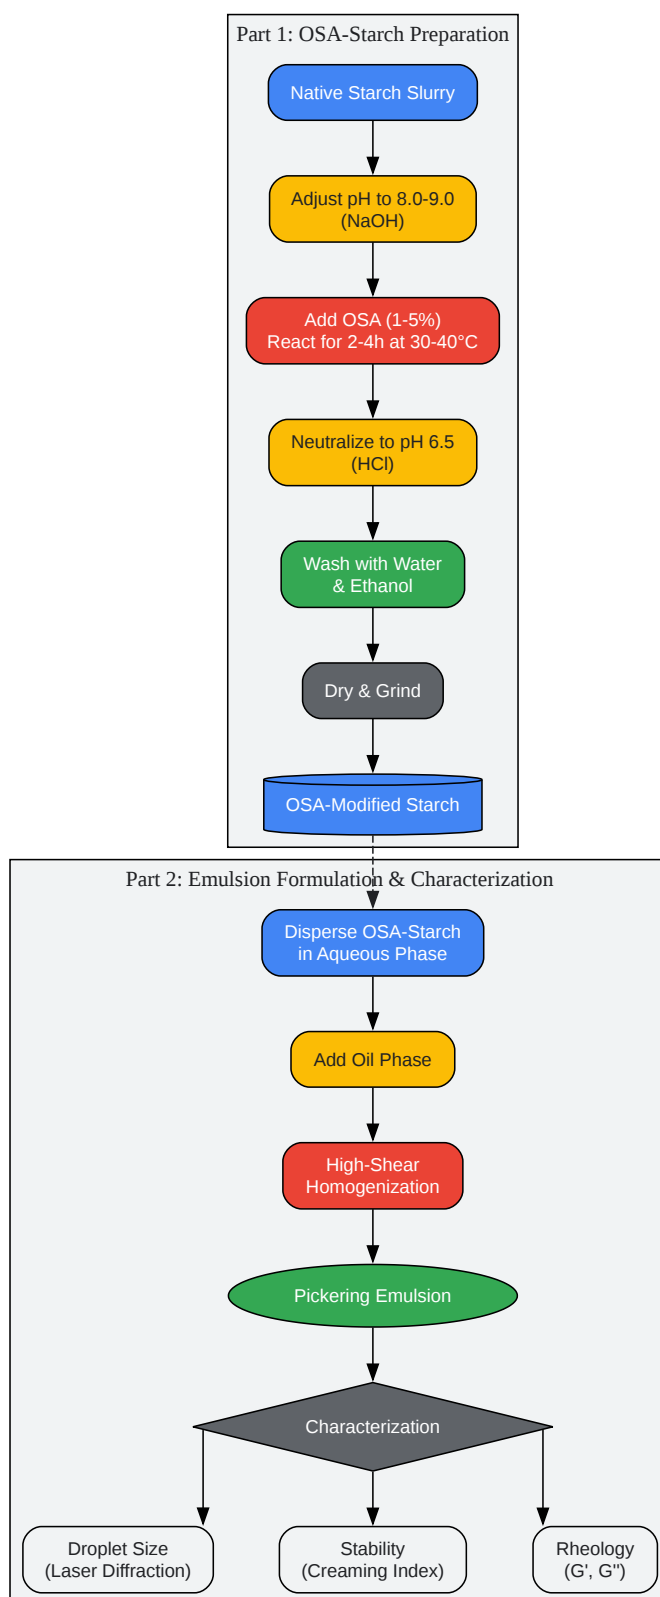 Part 1: OSA-Starch Preparation
Native Starch Slurry
Adjust pH to 8.0-9.0
(NaOH)
Add OSA (1-5%)
React for 2-4h at 30-40°C
Neutralize to pH 6.5
(HCl)
Wash with Water
& Ethanol
Dry & Grind
OSA-Modified Starch
Part 2: Emulsion Formulation & Characterization
Disperse OSA-Starch
in Aqueous Phase
Add Oil Phase
High-Shear
Homogenization
Pickering Emulsion
Characterization
Droplet Size
(Laser Diffraction)
Stability
(Creaming Index)
Rheology
(G', G'')